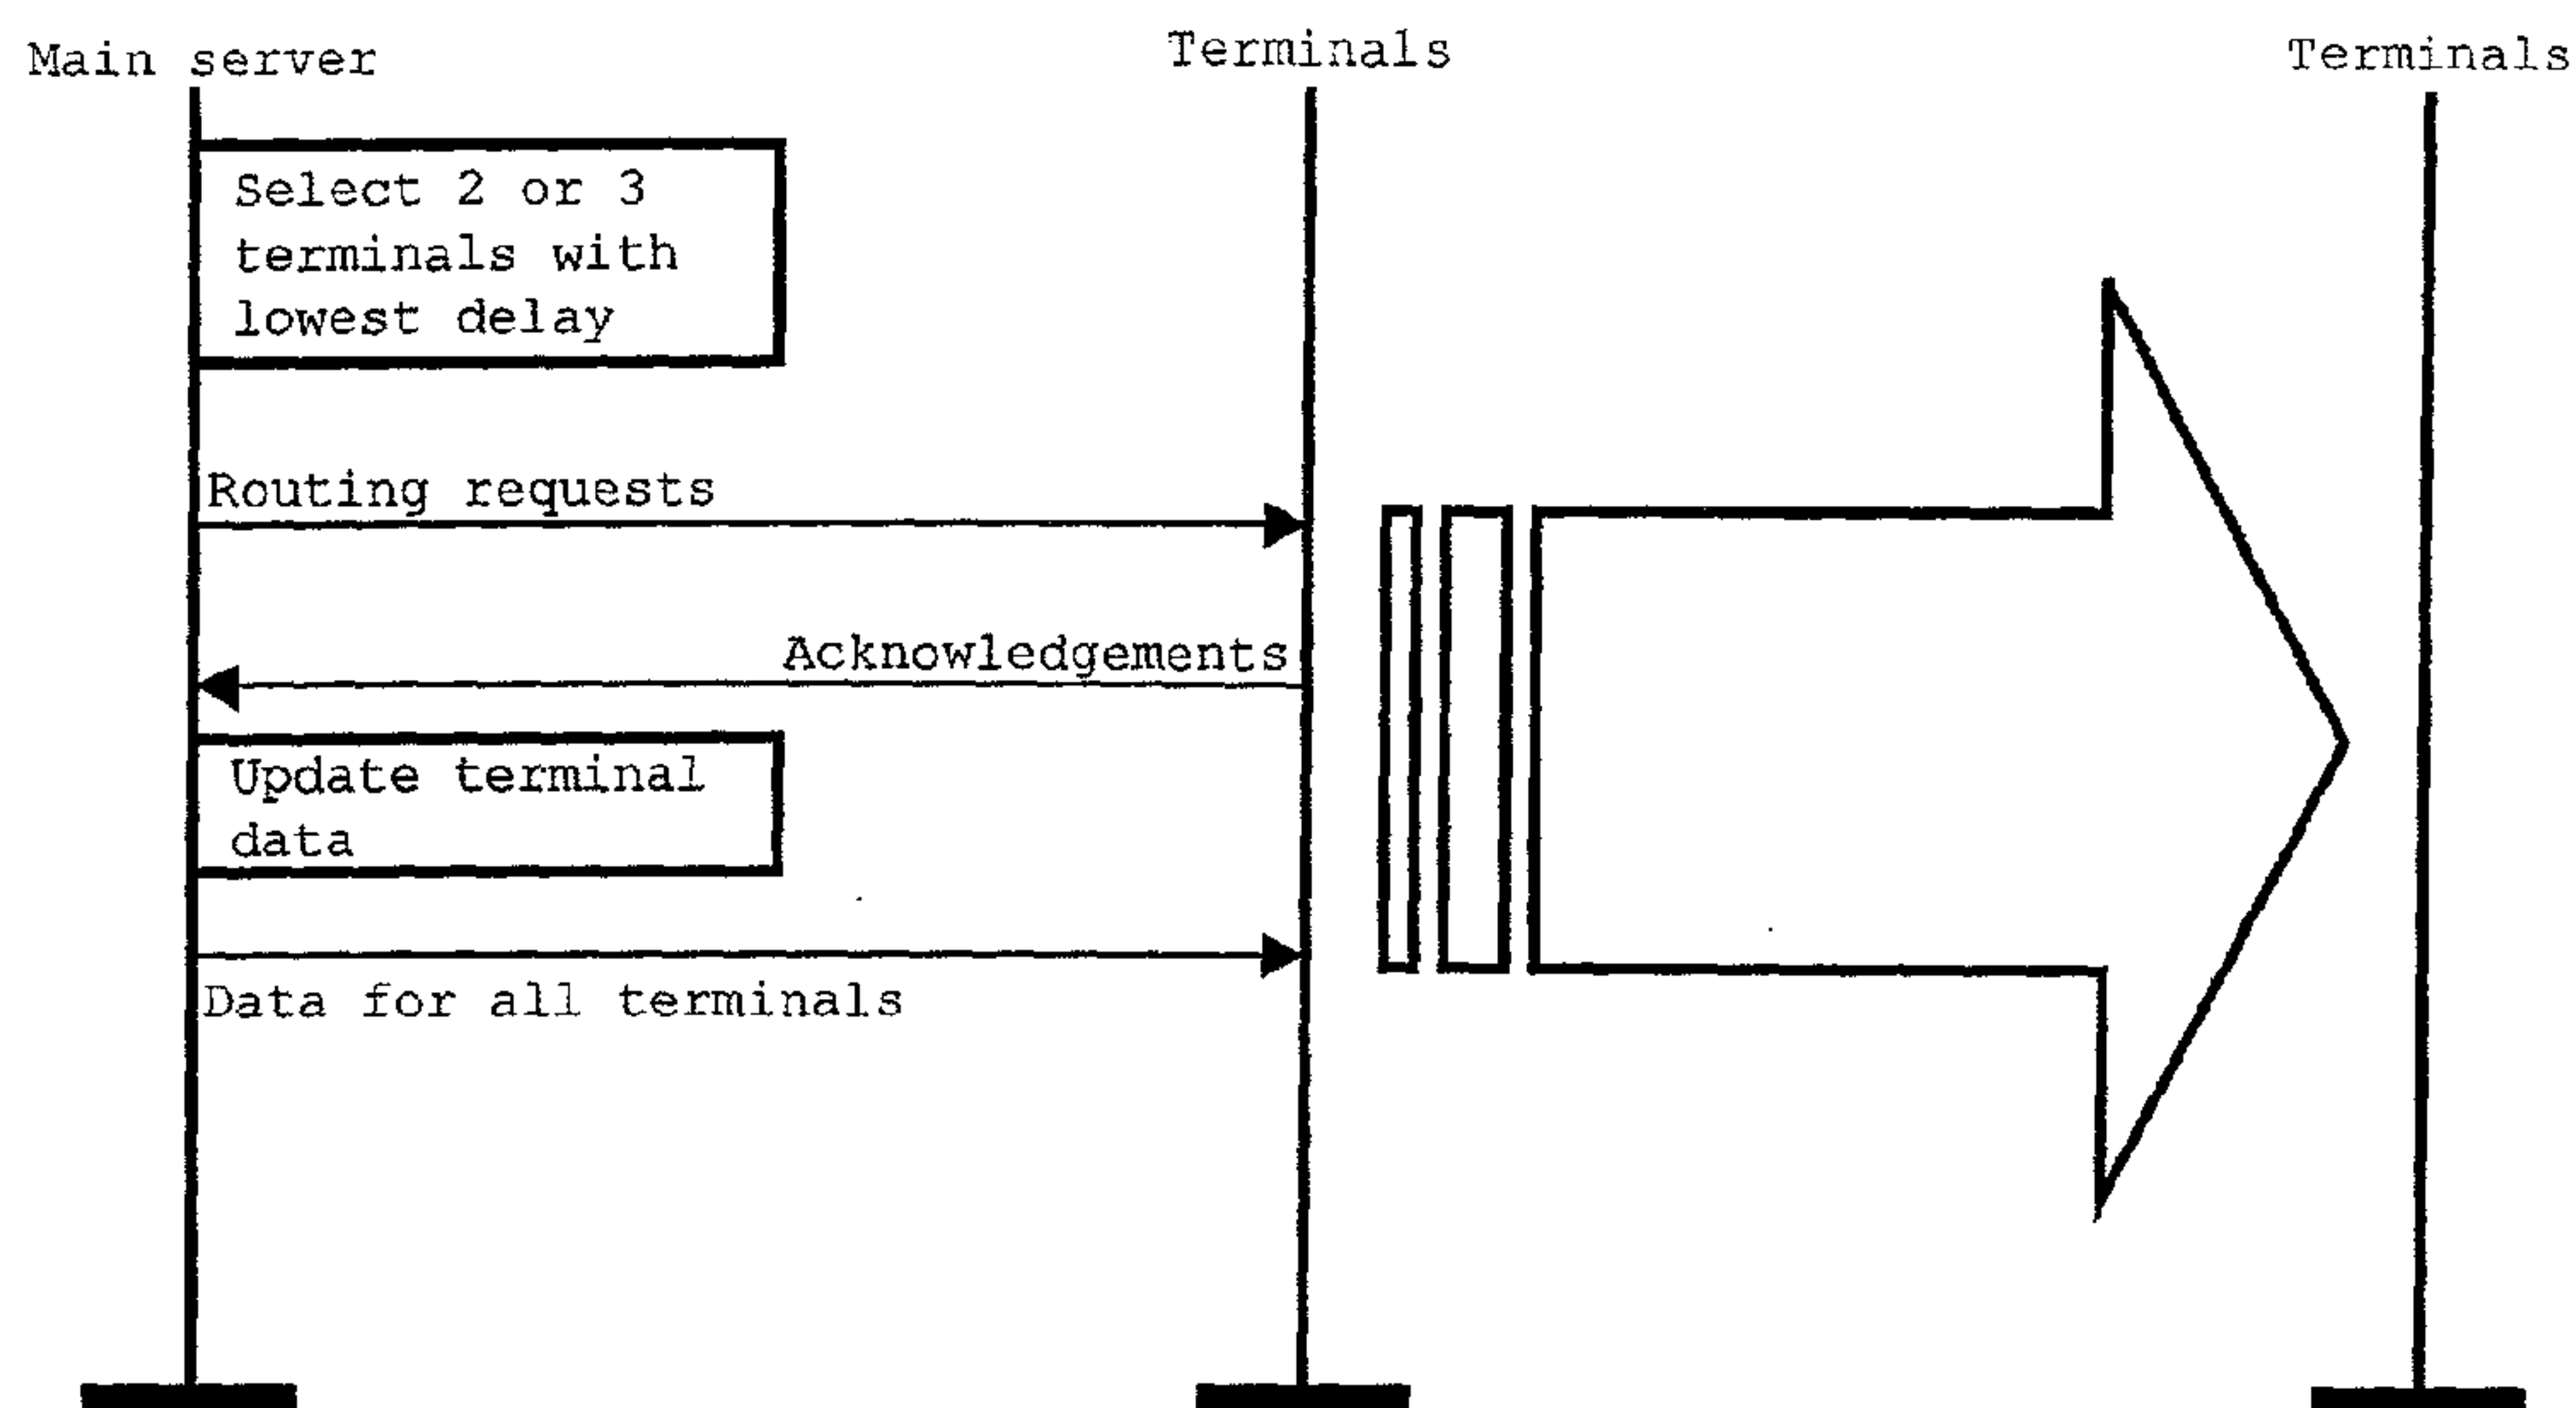 Main server
Terminals
Terminals
Select 2 or 3
terminals with
lowest delay
Routing requests
Acknowledgements
Update terminal
data
Data for all terminals